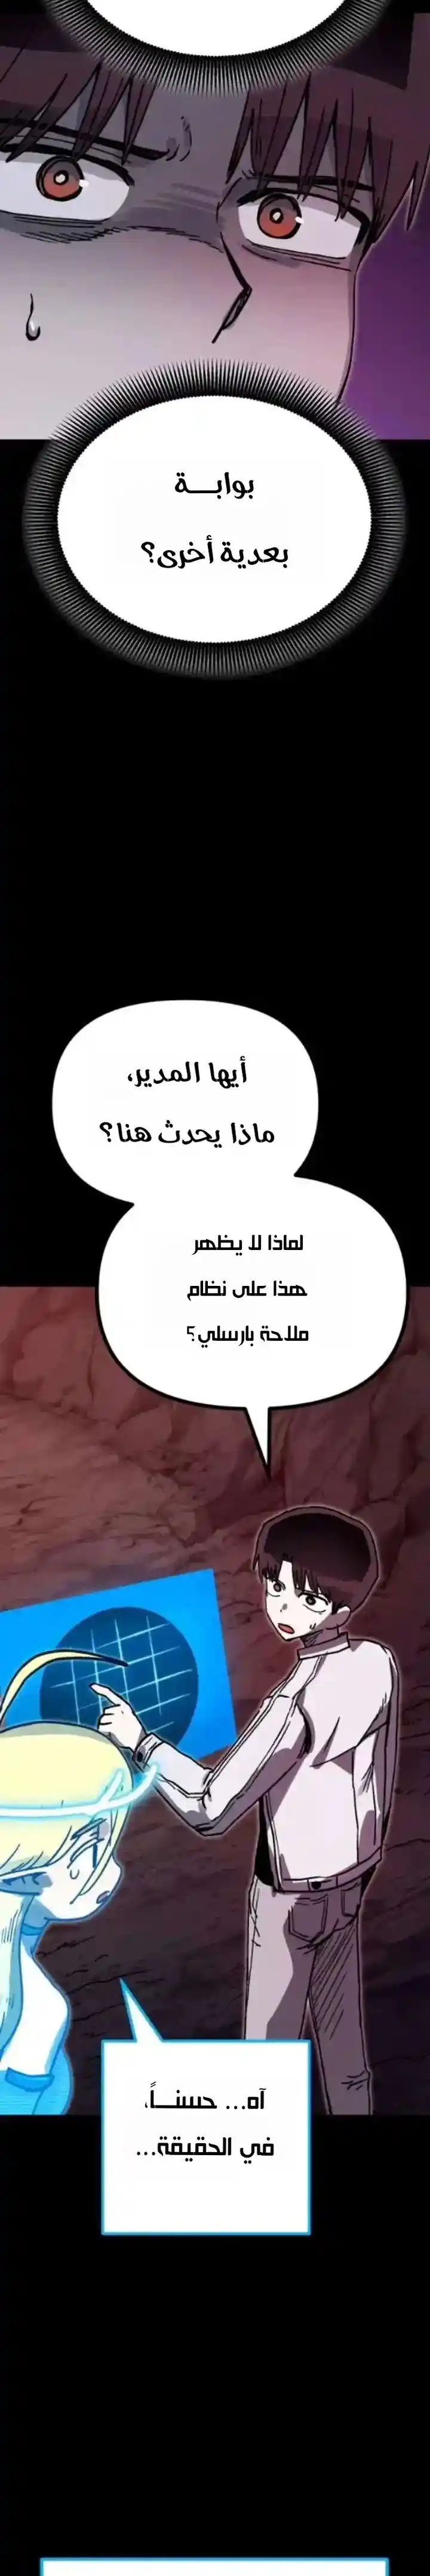 بوابـــة
بعدية أخرى؟
أيها المدير،
ماذا يحدث هنا؟
لماذا لا يظهر
هذا على نظام
ملاحة بارسلي؟
آه... حسنــاً،
في الحقيقة...